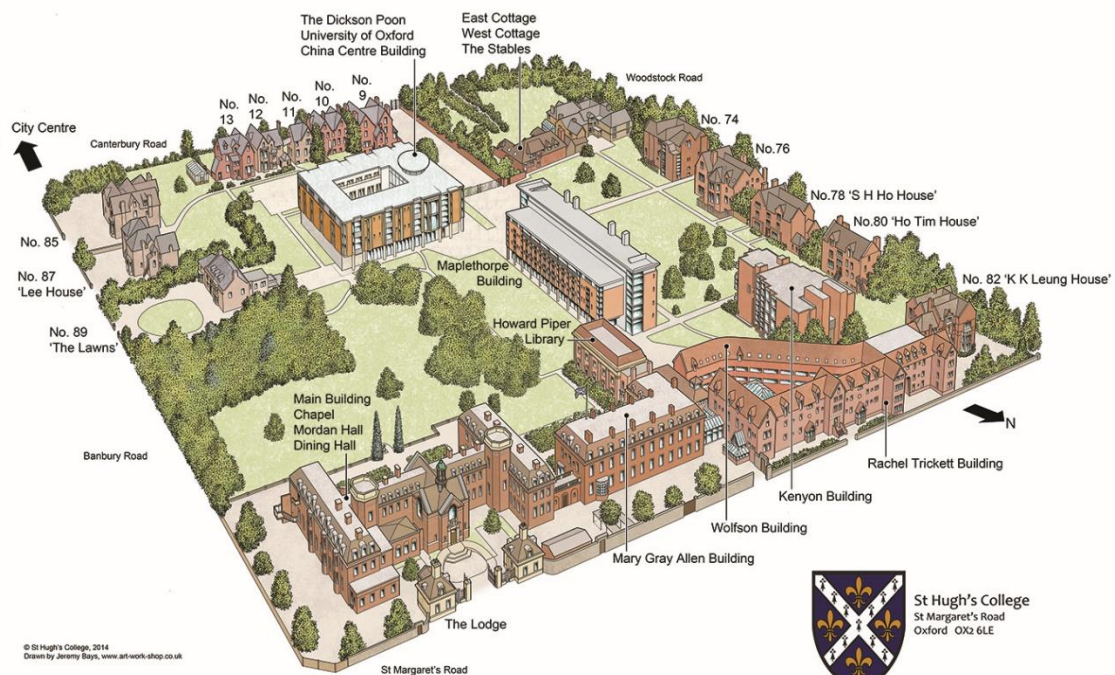 The Dickson Poon
University of Oxford
China Centre Building
East Cottage
West Cottage
The Stables
Woodstock Road
No.
9
No.
10
No.
11
No.
12
No.
13
City Centre
Canterbury Road
No. 74
No.76
No.78 'S H Ho House'
No.80 'Ho Tim House'
No. 82 'K K Leung House'
No. 85
No. 87
'Lee House'
No. 89
'The Lawns'
Maplethorpe
Building
Howard Piper
Library
Main Building
Chapel
Mordan Hall
Dining Hall
Banbury Road
N
Rachel Trickett Building
Kenyon Building
Wolfson Building
Mary Gray Allen Building
The Lodge
St Margaret's Road
St Hugh's College
St Margaret's Road
Oxford OX2 6LE
© St Hugh's College, 2014
Drawn by Jeremy Bays, www.art-work-shop.co.uk